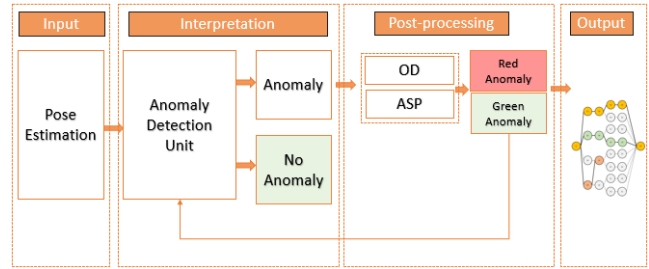 Input
Interpretation
Post-processing
Output
Pose
Estimation
Anomaly
Detection
Unit
Anomaly
No
Anomaly
OD
ASP
Red
Anomaly
Green
Anomaly